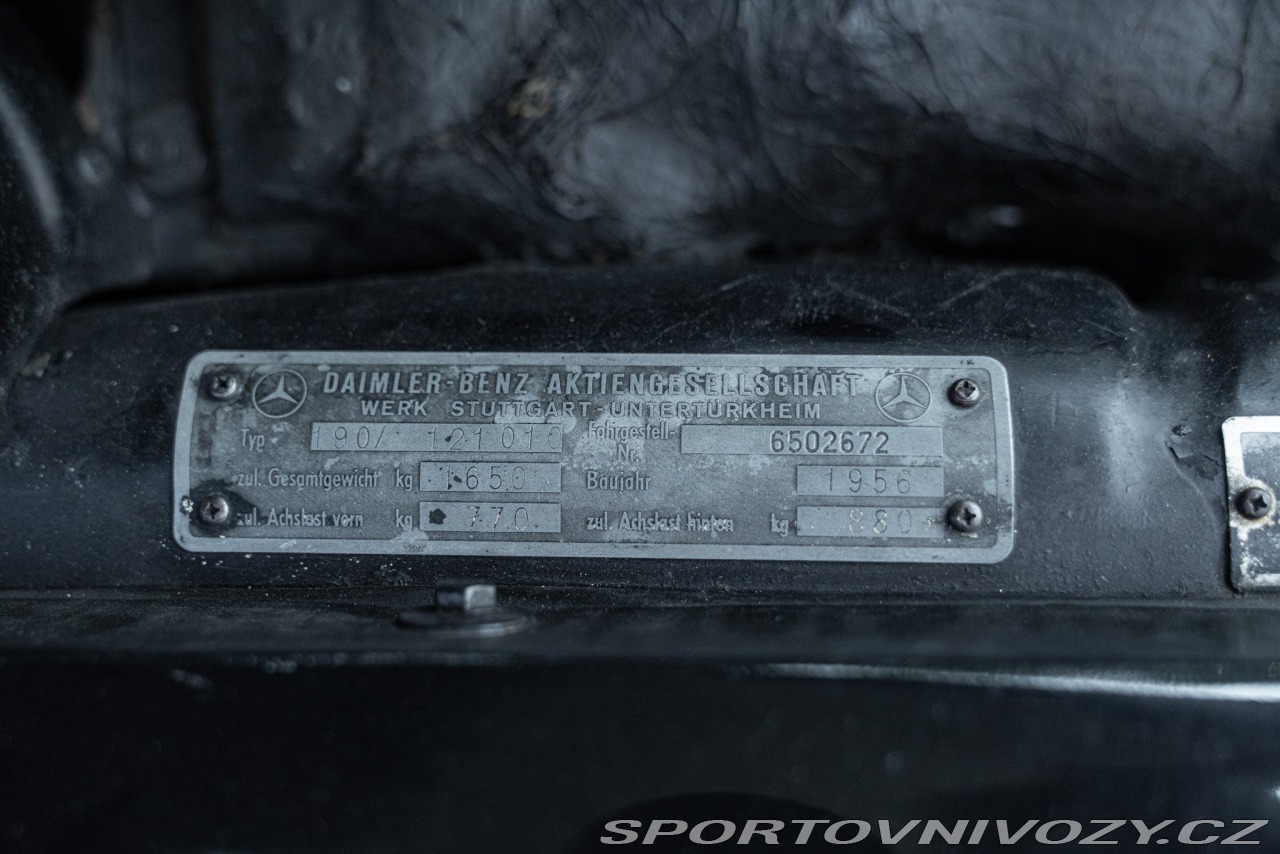 DAIMLER-BENZ AKTIENGESELLSCHAFT
WERK STUTTGART-UNTERTÜRKHEIM
Typ 190/ 121010 Fahrgestell-Nr. 6502672
zul. Gesamtgewicht kg 1650 Baujahr 1956
zul. Achslast vorn kg 770 zul. Achslast hinten kg 880
SPORTOVNIVOZY.CZ